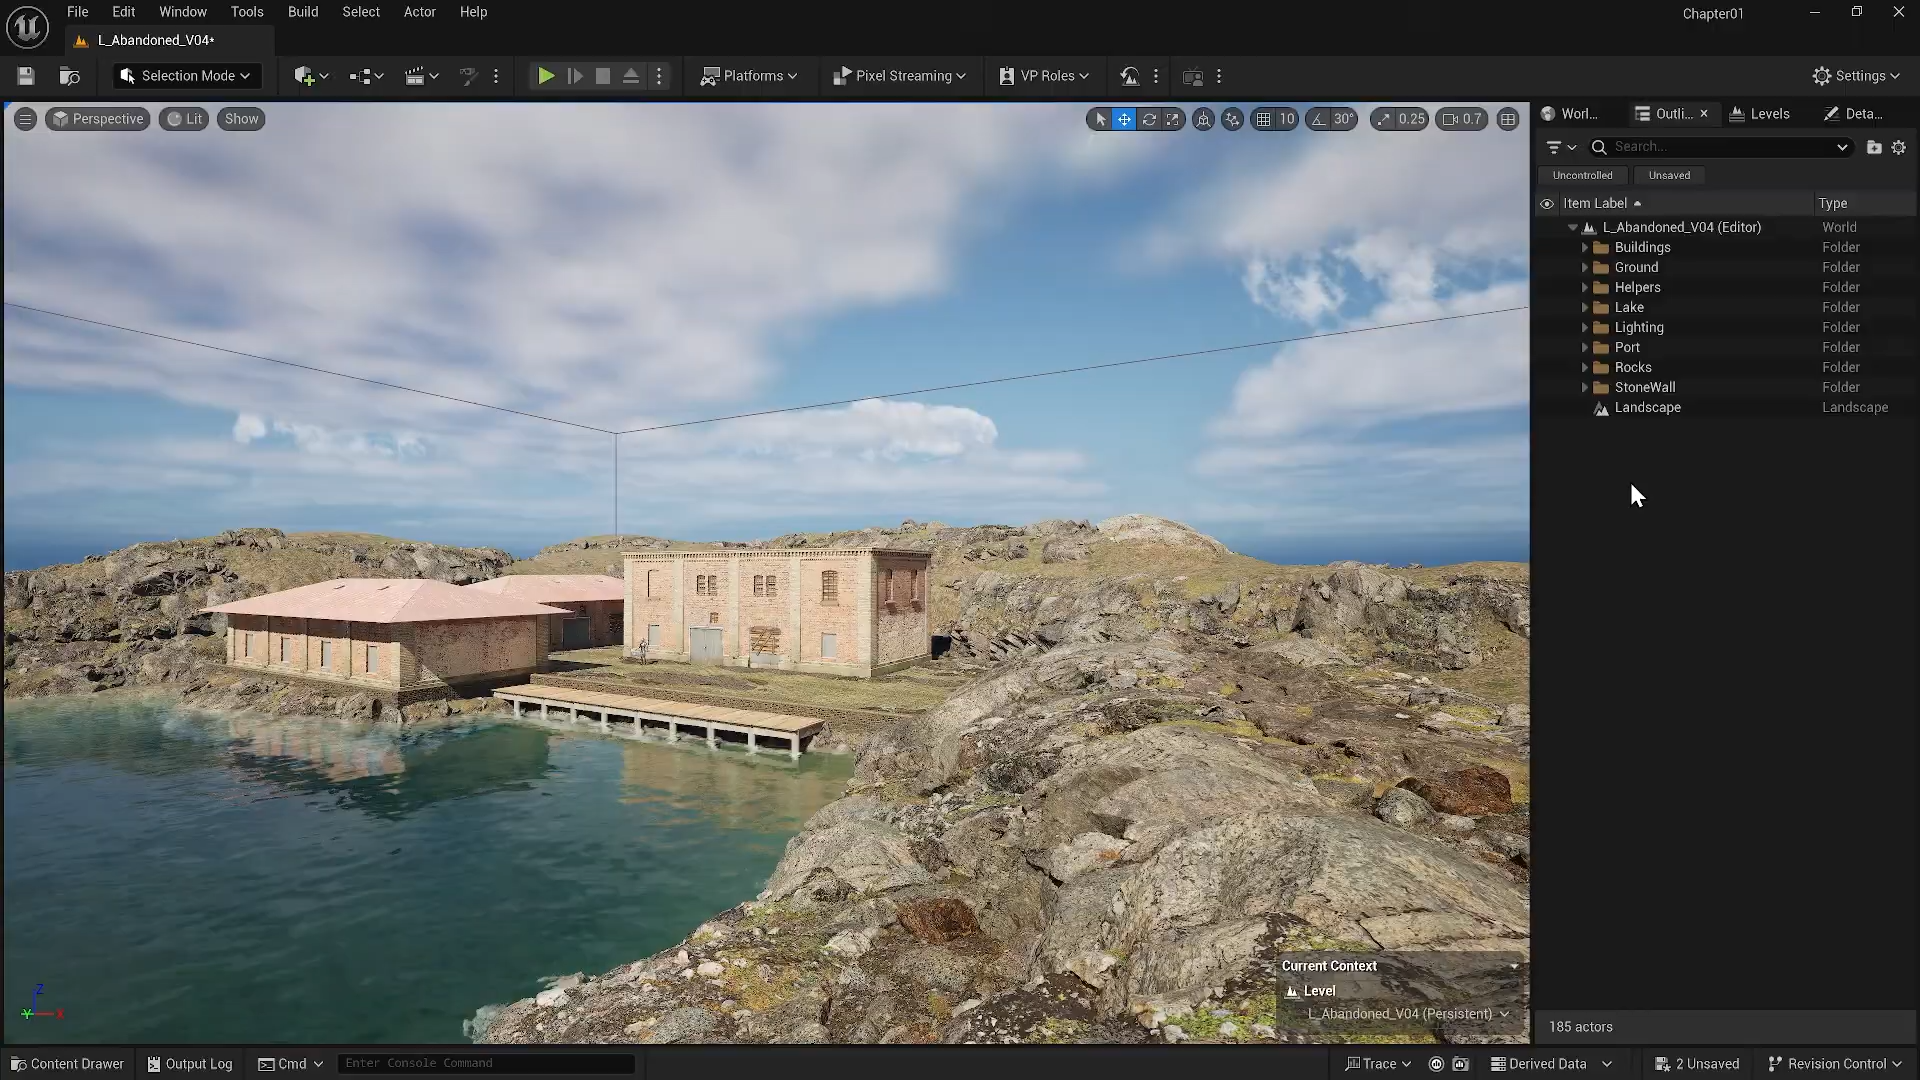 File Edit Window Tools Build Select Actor Help
Chapter01
L_Abandoned_V04*
Selection Mode
Platforms
Pixel Streaming
VP Roles
Settings
Perspective Lit Show
10 30° 0.25 0.7
Worl... Outli... × Levels Deta...
Search...
Uncontrolled Unsaved
Item Label Type
L_Abandoned_V04 (Editor) World
Buildings Folder
Ground Folder
Helpers Folder
Lake Folder
Lighting Folder
Port Folder
Rocks Folder
StoneWall Folder
Landscape Landscape
Current Context
Level
L_Abandoned_V04 (Persistent)
Z
Y X
185 actors
Content Drawer Output Log Cmd Enter Console Command Trace Derived Data 2 Unsaved Revision Control